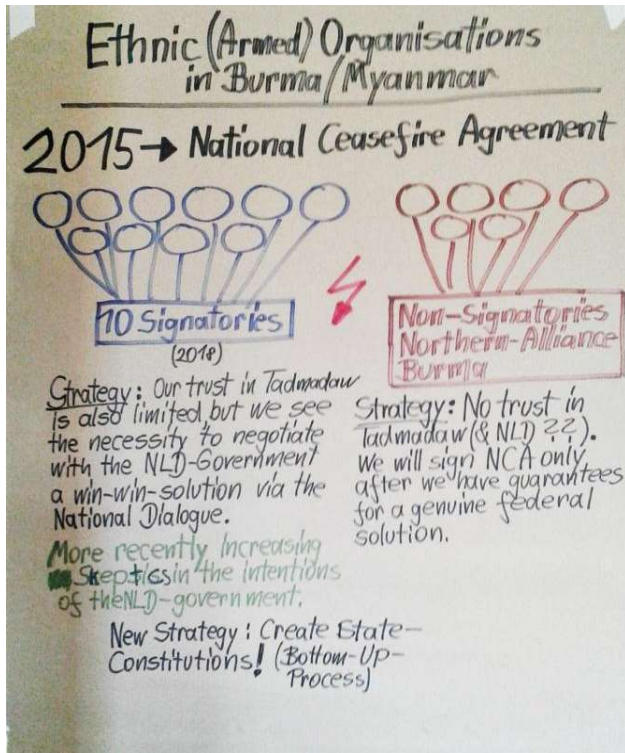 Ethnic (Armed) Organisations
in Burma/Myanmar
2015→ National Ceasefire Agreement
10 Signatories
(2018)
Strategy: Our trust in Tadmadaw
is also limited, but we see
the necessity to negotiate
with the NLD-Government
a win-win-solution via the
National Dialogue.
More recently increasing
Skeptics in the intentions
of the NLD-government.
New Strategy: Create State-
Constitutions! (Bottom-Up-
Process)
Non-Signatories
Northern-Alliance
Burma
Strategy: No trust in
Tadmadaw (& NLD ??).
We will sign NCA only
after we have guarantees
for a genuine federal
solution.